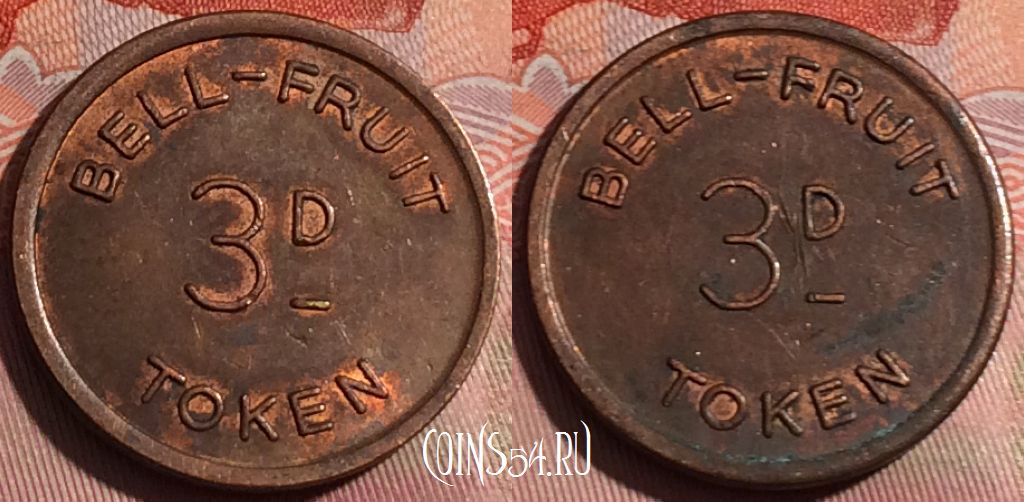 BELL-FRUIT
3D
TOKEN
BELL-FRUIT
3D
TOKEN
COINS54.RU